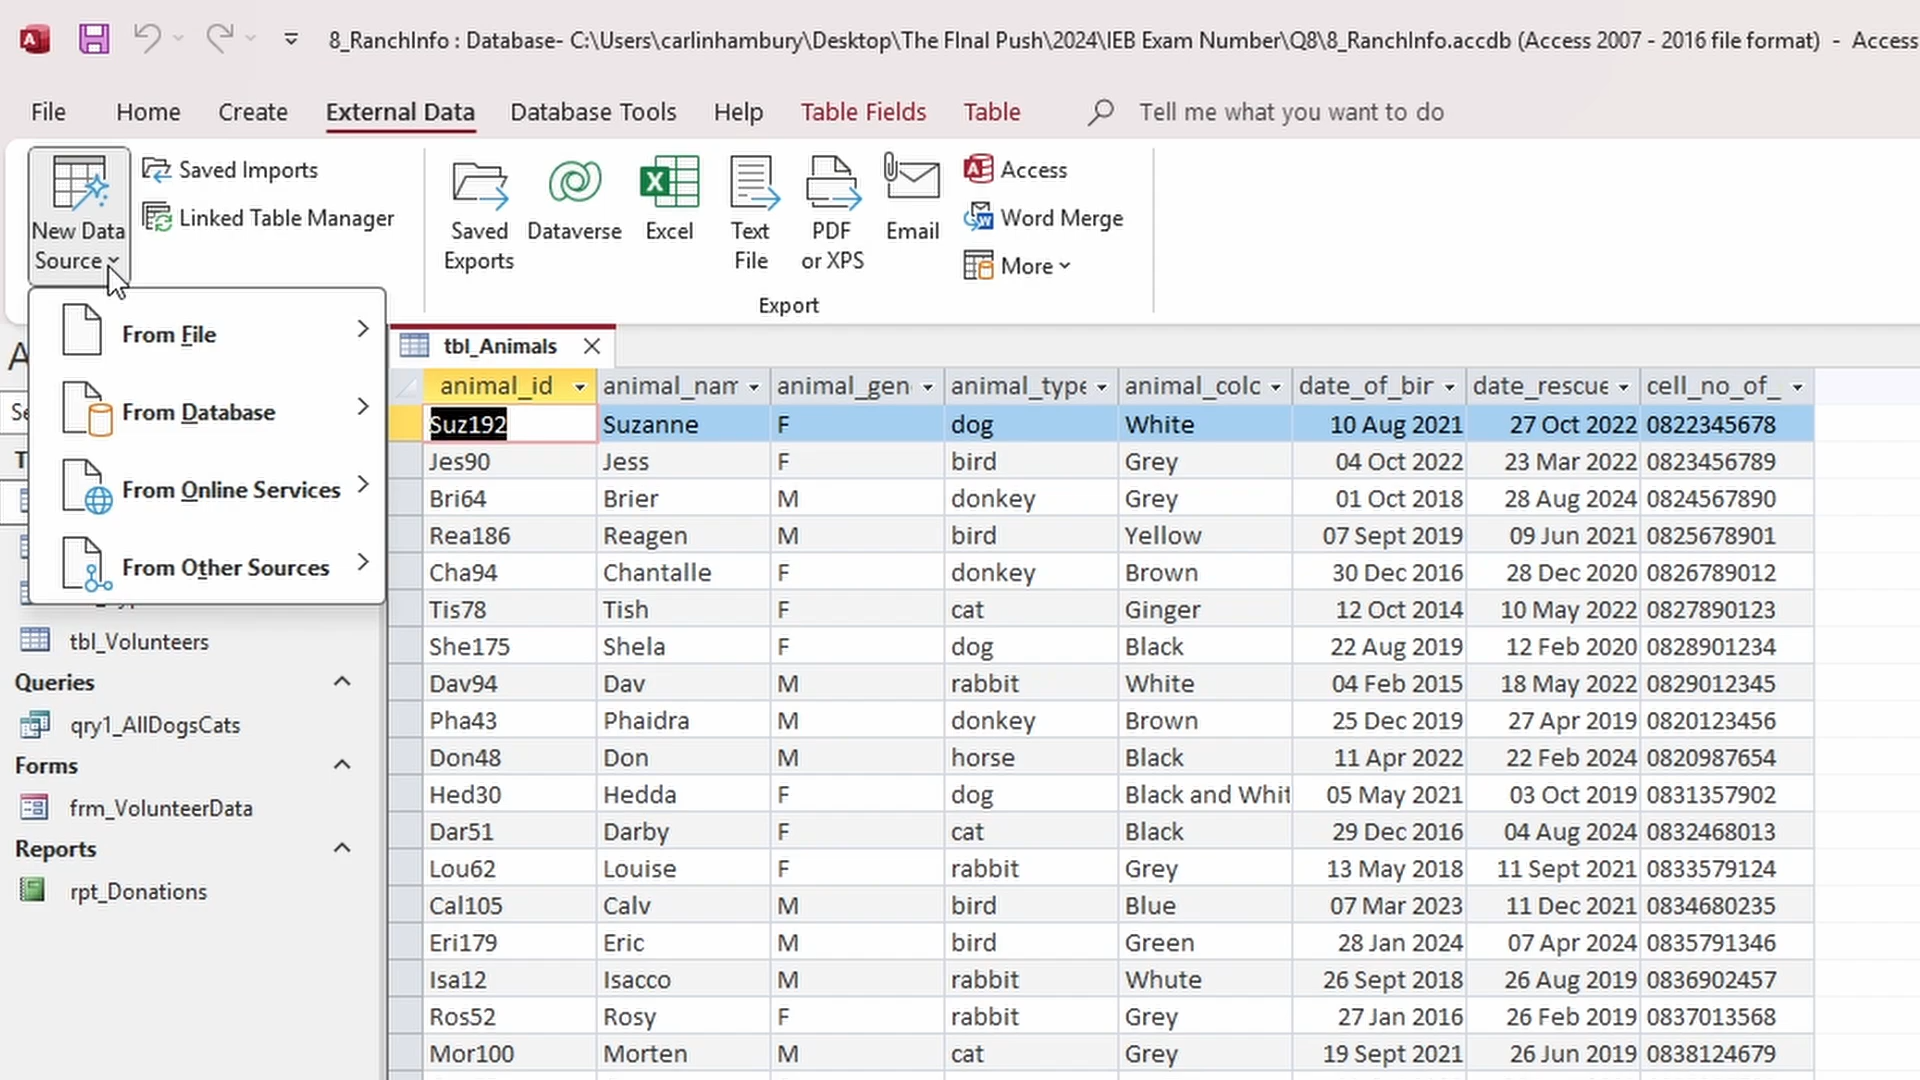 8_RanchInfo : Database- C:\Users\carlinhambury\Desktop\The FInal Push\2024\IEB Exam Number\Q8\8_RanchInfo.accdb (Access 2007 - 2016 file format) - Access
File Home Create External Data Database Tools Help Table Fields Table Tell me what you want to do
New Data Source
Saved Imports
Linked Table Manager
Saved Exports
Dataverse
Excel
Text File
PDF or XPS
Email
Access
Word Merge
More
Export
From File
From Database
From Online Services
From Other Sources
tbl_Volunteers
Queries
qry1_AllDogsCats
Forms
frm_VolunteerData
Reports
rpt_Donations
tbl_Animals
animal_id animal_nam animal_gen animal_type animal_colc date_of_bir date_rescue cell_no_of_
Suz192 Suzanne F dog White 10 Aug 2021 27 Oct 2022 0822345678
Jes90 Jess F bird Grey 04 Oct 2022 23 Mar 2022 0823456789
Bri64 Brier M donkey Grey 01 Oct 2018 28 Aug 2024 0824567890
Rea186 Reagen M bird Yellow 07 Sept 2019 09 Jun 2021 0825678901
Cha94 Chantalle F donkey Brown 30 Dec 2016 28 Dec 2020 0826789012
Tis78 Tish F cat Ginger 12 Oct 2014 10 May 2022 0827890123
She175 Shela F dog Black 22 Aug 2019 12 Feb 2020 0828901234
Dav94 Dav M rabbit White 04 Feb 2015 18 May 2022 0829012345
Pha43 Phaidra M donkey Brown 25 Dec 2019 27 Apr 2019 0820123456
Don48 Don M horse Black 11 Apr 2022 22 Feb 2024 0820987654
Hed30 Hedda F dog Black and Whit 05 May 2021 03 Oct 2019 0831357902
Dar51 Darby F cat Black 29 Dec 2016 04 Aug 2024 0832468013
Lou62 Louise F rabbit Grey 13 May 2018 11 Sept 2021 0833579124
Cal105 Calv M bird Blue 07 Mar 2023 11 Dec 2021 0834680235
Eri179 Eric M bird Green 28 Jan 2024 07 Apr 2024 0835791346
Isa12 Isacco M rabbit Whute 26 Sept 2018 26 Aug 2019 0836902457
Ros52 Rosy F rabbit Grey 27 Jan 2016 26 Feb 2019 0837013568
Mor100 Morten M cat Grey 19 Sept 2021 26 Jun 2019 0838124679